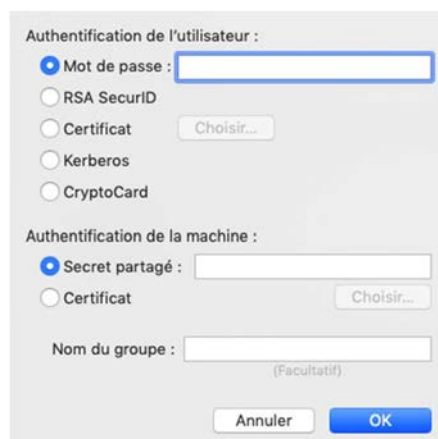 Authentification de l'utilisateur :
Mot de passe :
RSA SecurID
Certificat Choisir...
Kerberos
CryptoCard
Authentification de la machine :
Secret partagé :
Certificat Choisir...
Nom du groupe :
(Facultatif)
Annuler OK